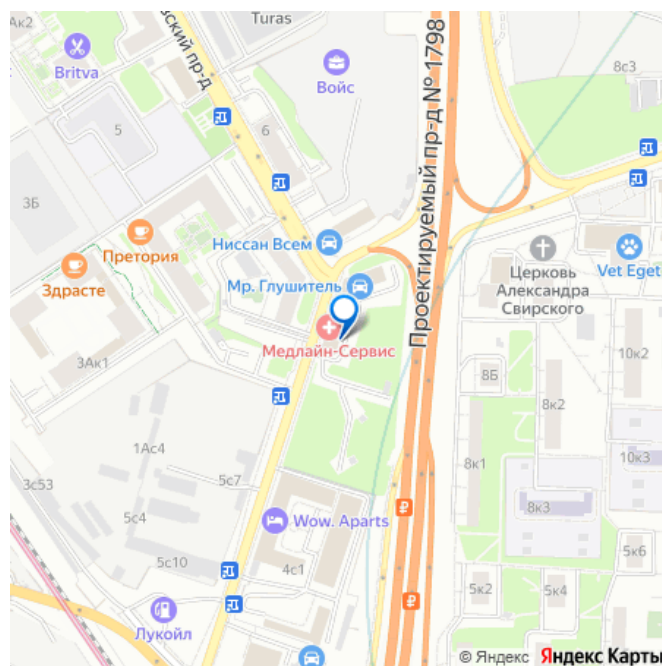 Turas
Britva
ский пр-д
Войс
5
6
3Б
8с3
Проектируемый пр-д № 1798
Претория
Здрасте
Ниссан Всем
Мр. Глушитель
Медлайн-Сервис
Церковь
Александра
Свирского
Vet Eget
3Ак1
8Б
10к2
8к2
1Ас4
3с53
5с7
5с4
5с10
8к1
10к3
8к3
Wow. Aparts
4с1
5к6
5к2
5к4
Лукойл
© Яндекс Яндекс Карты